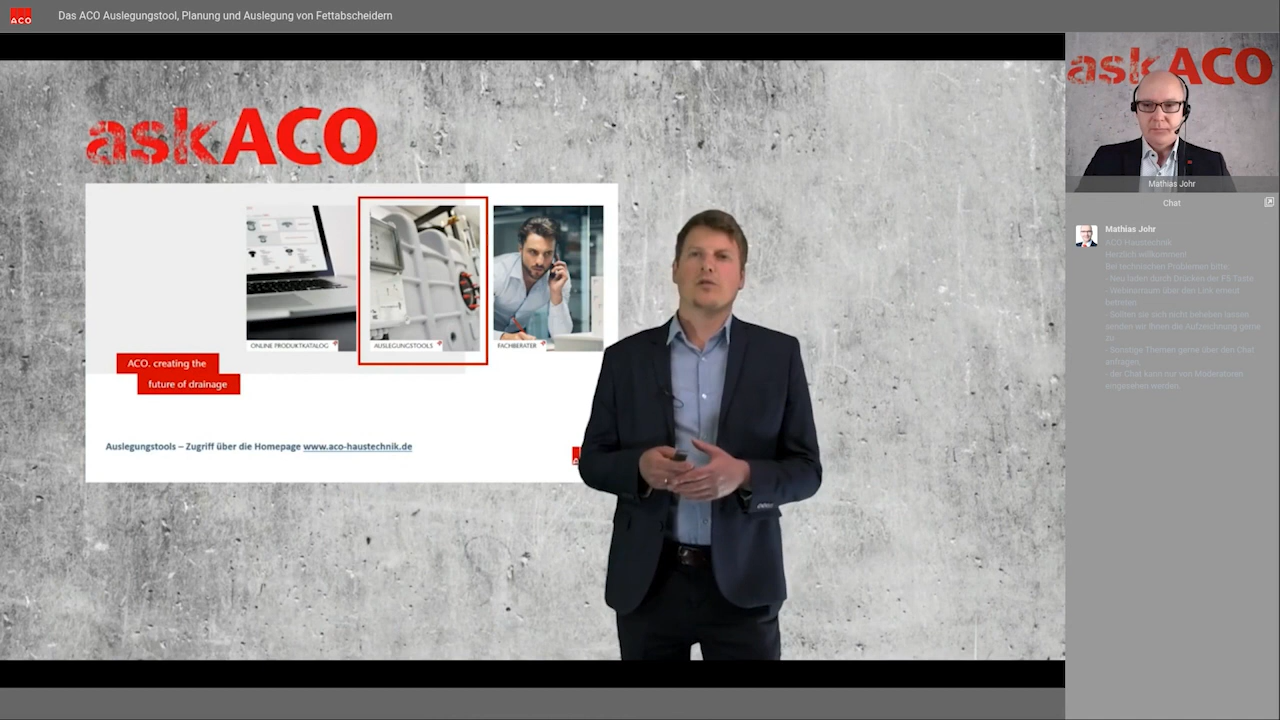 ACO
Das ACO Auslegungstool, Planung und Auslegung von Fettabscheidern
askACO
ONLINE PRODUKTKATALOG
AUSLEGUNGSTOOLS
FACHBERATER
ACO. creating the
future of drainage
Auslegungstools – Zugriff über die Homepage www.aco-haustechnik.de
askACO
Mathias Johr
Chat
Mathias Johr
ACO Haustechnik
Herzlich willkommen!
Bei technischen Problemen bitte:
- Neu laden durch Drücken der F5 Taste
- Webinarraum über den Link erneut
betreten
- Sollten sie sich nicht beheben lassen
senden wir Ihnen die Aufzeichnung gerne
zu.
- Sonstige Themen gerne über den Chat
anfragen
- der Chat kann nur von Moderatoren
eingesehen werden.